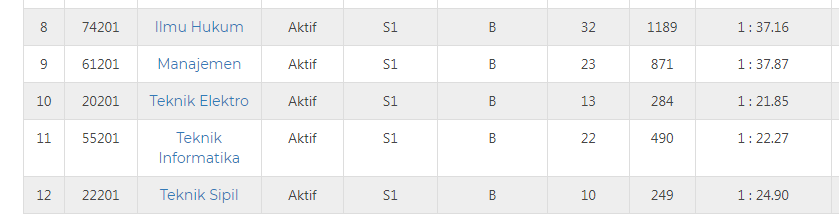 8 74201 Ilmu Hukum Aktif S1 B 32 1189 1 : 37.16
9 61201 Manajemen Aktif S1 B 23 871 1 : 37.87
10 20201 Teknik Elektro Aktif S1 B 13 284 1 : 21.85
11 55201 Teknik Aktif S1 B 22 490 1 : 22.27
Informatika
12 22201 Teknik Sipil Aktif S1 B 10 249 1 : 24.90